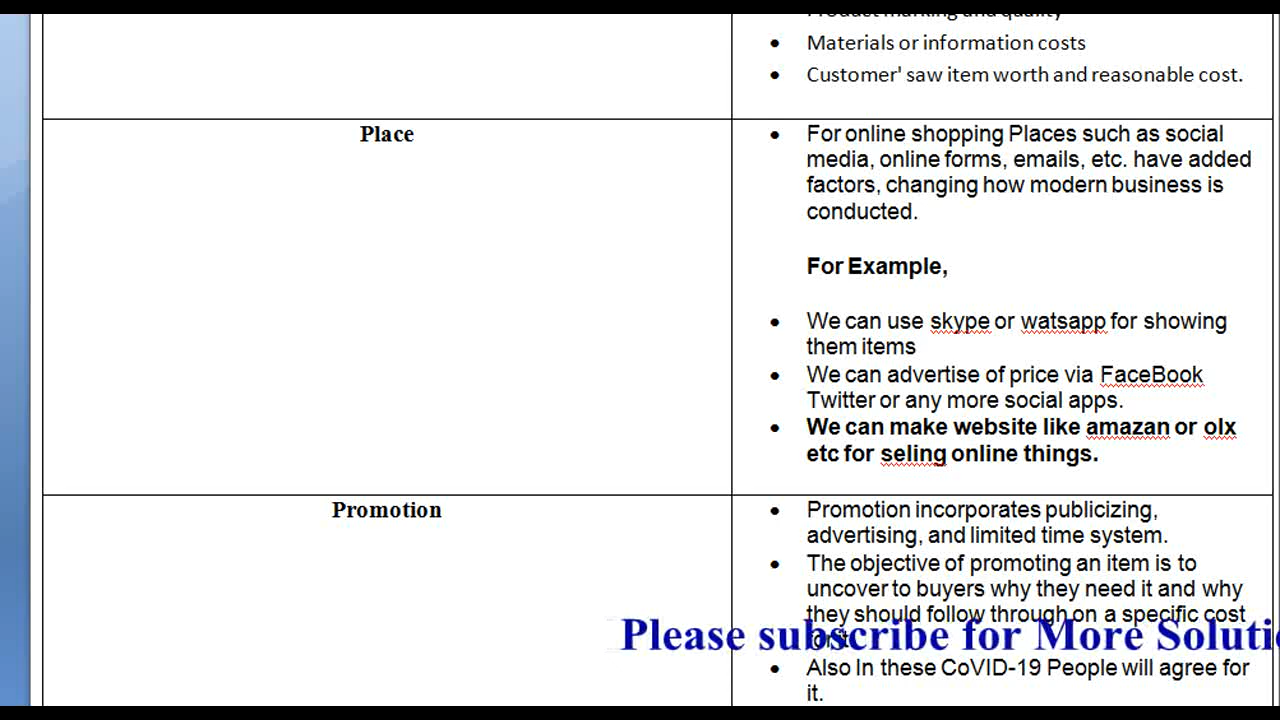 Product marking and quality
Materials or information costs
Customer' saw item worth and reasonable cost.
Place
For online shopping Places such as social
media, online forms, emails, etc. have added
factors, changing how modern business is
conducted.
For Example,
We can use skype or watsapp for showing
them items
We can advertise of price via FaceBook
Twitter or any more social apps.
We can make website like amazan or olx
etc for seling online things.
Promotion
Promotion incorporates publicizing,
advertising, and limited time system.
The objective of promoting an item is to
uncover to buyers why they need it and why
they should follow through on a specific cost
for it.
Please subscribe for More Soluti
Also In these CoVID-19 People will agree for
it.